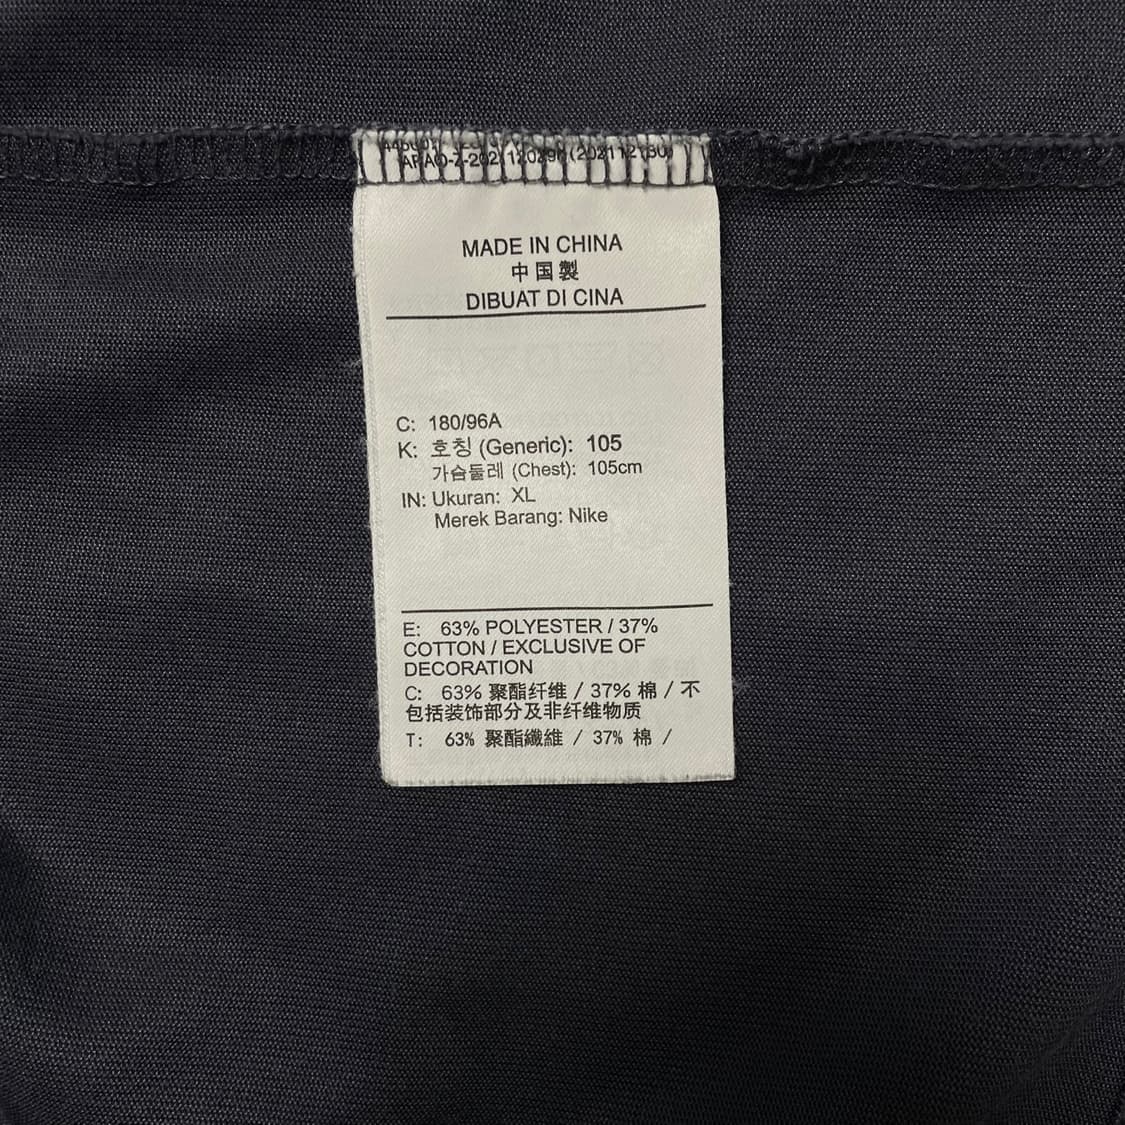 MADE IN CHINA
中国製
DIBUAT DI CINA
C: 180/96A
K: 호칭 (Generic): 105
가슴둘레 (Chest): 105cm
IN: Ukuran: XL
Merek Barang: Nike
E: 63% POLYESTER / 37%
COTTON / EXCLUSIVE OF
DECORATION
C: 63% 聚酯纤维 / 37% 棉 / 不
包括装饰部分及非纤维物质
T: 63% 聚酯纖維 / 37% 棉 /